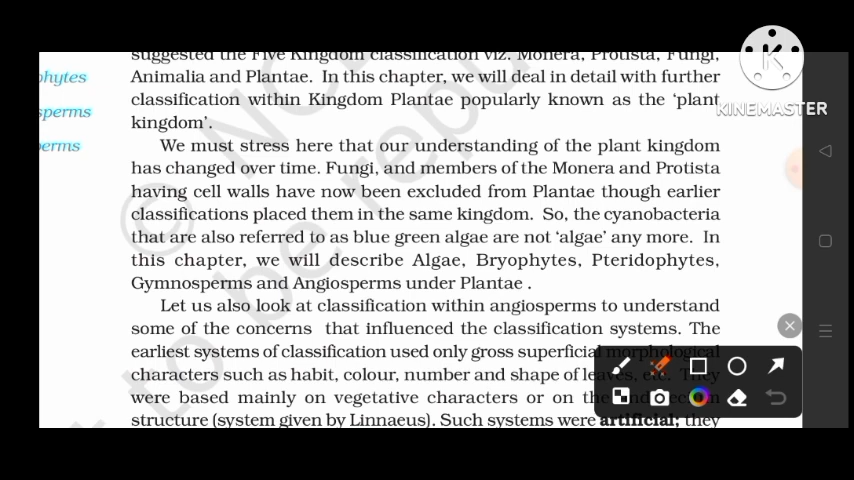 suggested the Five Kingdom classification viz. Monera, Protista, Fungi,
Animalia and Plantae. In this chapter, we will deal in detail with further
classification within Kingdom Plantae popularly known as the ‘plant
kingdom’.
We must stress here that our understanding of the plant kingdom
has changed over time. Fungi, and members of the Monera and Protista
having cell walls have now been excluded from Plantae though earlier
classifications placed them in the same kingdom. So, the cyanobacteria
that are also referred to as blue green algae are not ‘algae’ any more. In
this chapter, we will describe Algae, Bryophytes, Pteridophytes,
Gymnosperms and Angiosperms under Plantae .
Let us also look at classification within angiosperms to understand
some of the concerns that influenced the classification systems. The
earliest systems of classification used only gross superficial morphological
characters such as habit, colour, number and shape of leaves, etc. They
were based mainly on vegetative characters or on the androecium
structure (system given by Linnaeus). Such systems were artificial; they
phytes
sperms
erms
© NC
to be repu
K
KINEMASTER